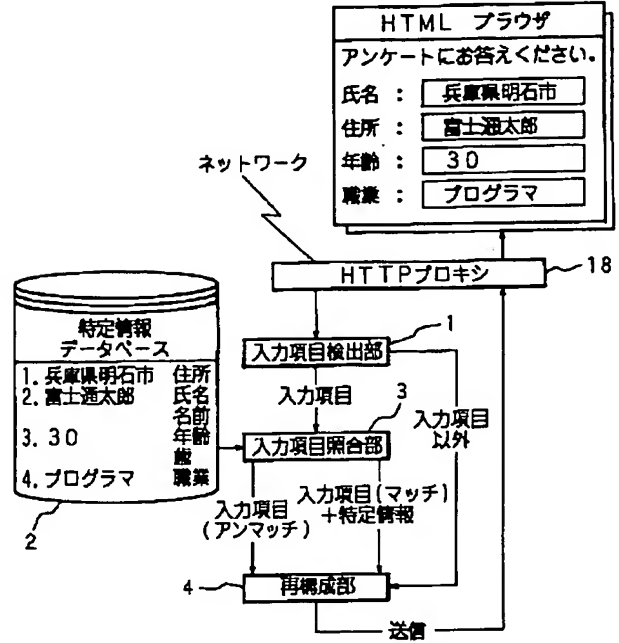 HTML ブラウザ
アンケートにお答えください。
氏名 : 兵庫県明石市
住所 : 富士通太郎
年齢 : 30
職業 : プログラマ
ネットワーク
HTTPプロキシ
18
特定情報
データベース
1. 兵庫県明石市 住所
2. 富士通太郎 氏名
名前
3. 30 年齢
歳
4. プログラマ 職業
2
入力項目検出部
1
入力項目
入力項目
以外
入力項目照合部
3
入力項目
(アンマッチ)
入力項目(マッチ)
+特定情報
再構成部
4
送信